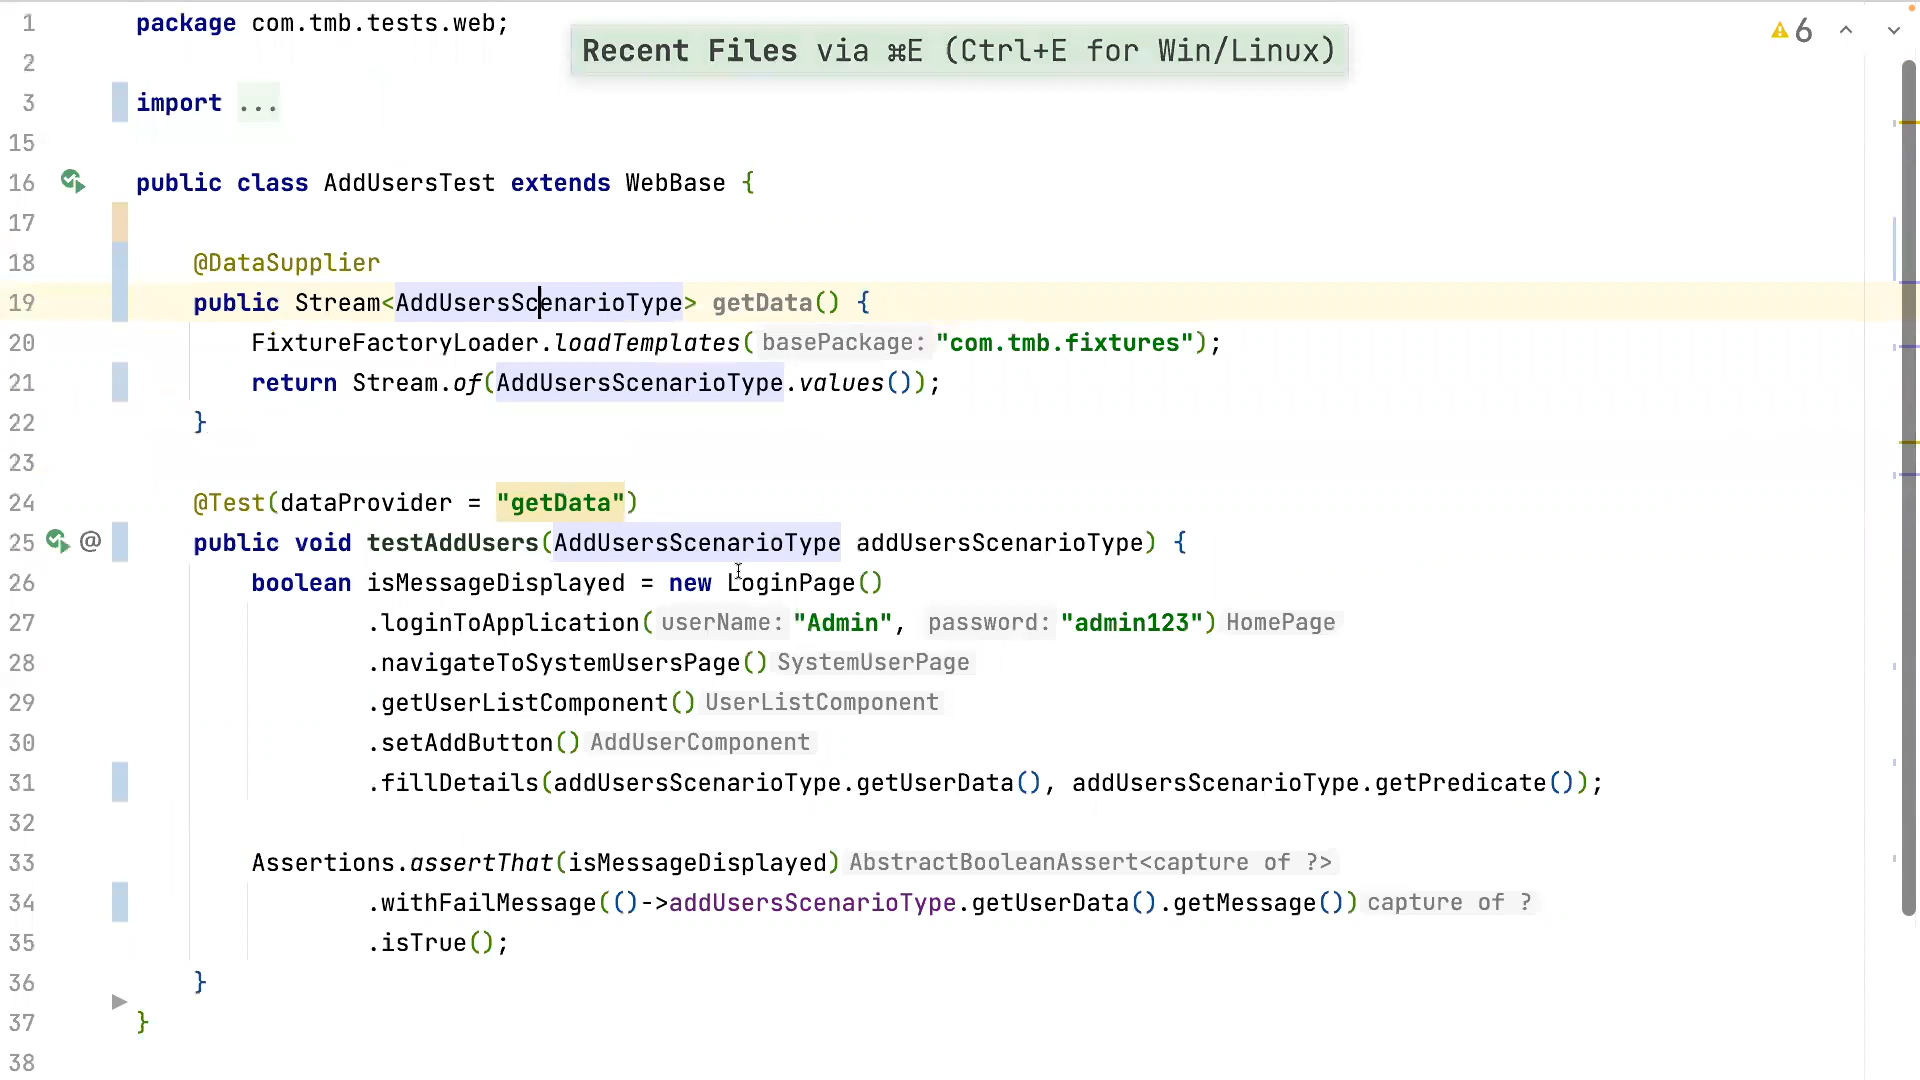 Recent Files via ⌘E (Ctrl+E for Win/Linux)
6
1 package com.tmb.tests.web;
2
3 import ...
15
16 public class AddUsersTest extends WebBase {
17
18 @DataSupplier
19 public Stream<AddUsersScenarioType> getData() {
20 FixtureFactoryLoader.loadTemplates( basePackage: "com.tmb.fixtures");
21 return Stream.of(AddUsersScenarioType.values());
22 }
23
24 @Test(dataProvider = "getData")
25 @ public void testAddUsers(AddUsersScenarioType addUsersScenarioType) {
26 boolean isMessageDisplayed = new LoginPage()
27 .loginToApplication( userName: "Admin", password: "admin123") HomePage
28 .navigateToSystemUsersPage() SystemUserPage
29 .getUserListComponent() UserListComponent
30 .setAddButton() AddUserComponent
31 .fillDetails(addUsersScenarioType.getUserData(), addUsersScenarioType.getPredicate());
32
33 Assertions.assertThat(isMessageDisplayed) AbstractBooleanAssert<capture of ?>
34 .withFailMessage(()->addUsersScenarioType.getUserData().getMessage()) capture of ?
35 .isTrue();
36 }
37 }
38